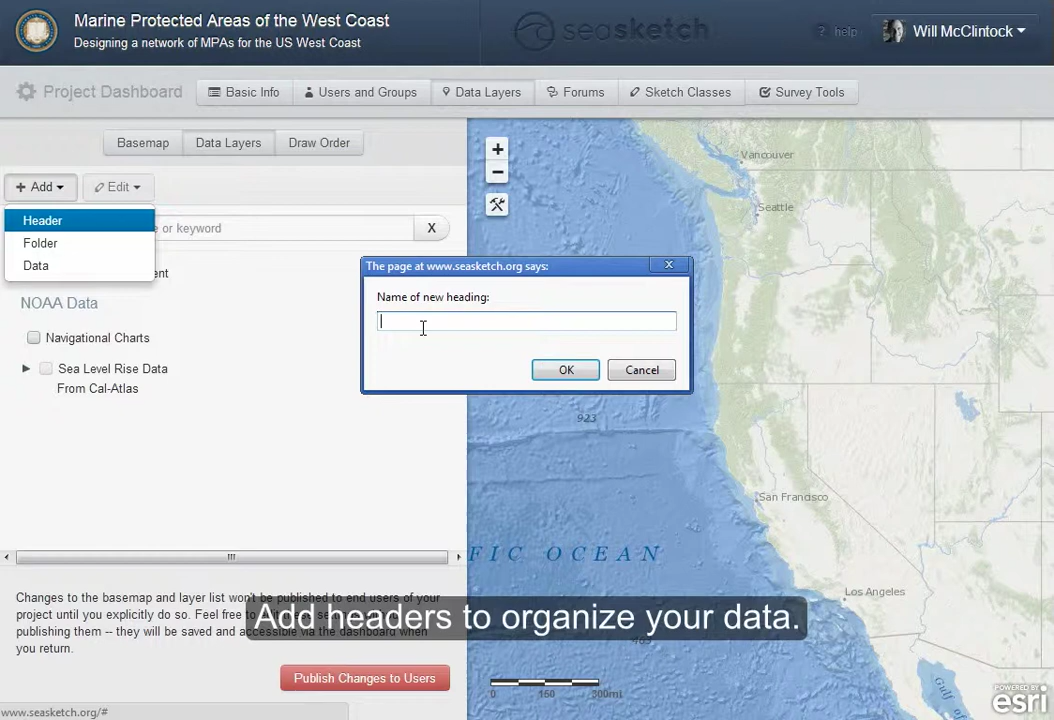 Marine Protected Areas of the West Coast
Designing a network of MPAs for the US West Coast
seasketch
? help
Will McClintock
Project Dashboard
Basic Info
Users and Groups
Data Layers
Forums
Sketch Classes
Survey Tools
Basemap
Data Layers
Draw Order
+ Add
Edit
Header
Folder
Data
or keyword
X
NOAA Data
Navigational Charts
Sea Level Rise Data
From Cal-Atlas
The page at www.seasketch.org says:
Name of new heading:
OK
Cancel
Vancouver
Seattle
923
San Francisco
FIC OCEAN
Los Angeles
Gulf
Changes to the basemap and layer list won't be published to end users of your
project until you explicitly do so. Feel free
publishing them -- they will be saved and accessible via the dashboard when
you return.
Add headers to organize your data.
Publish Changes to Users
0 150 300mi
POWERED BY
esri
www.seasketch.org/#